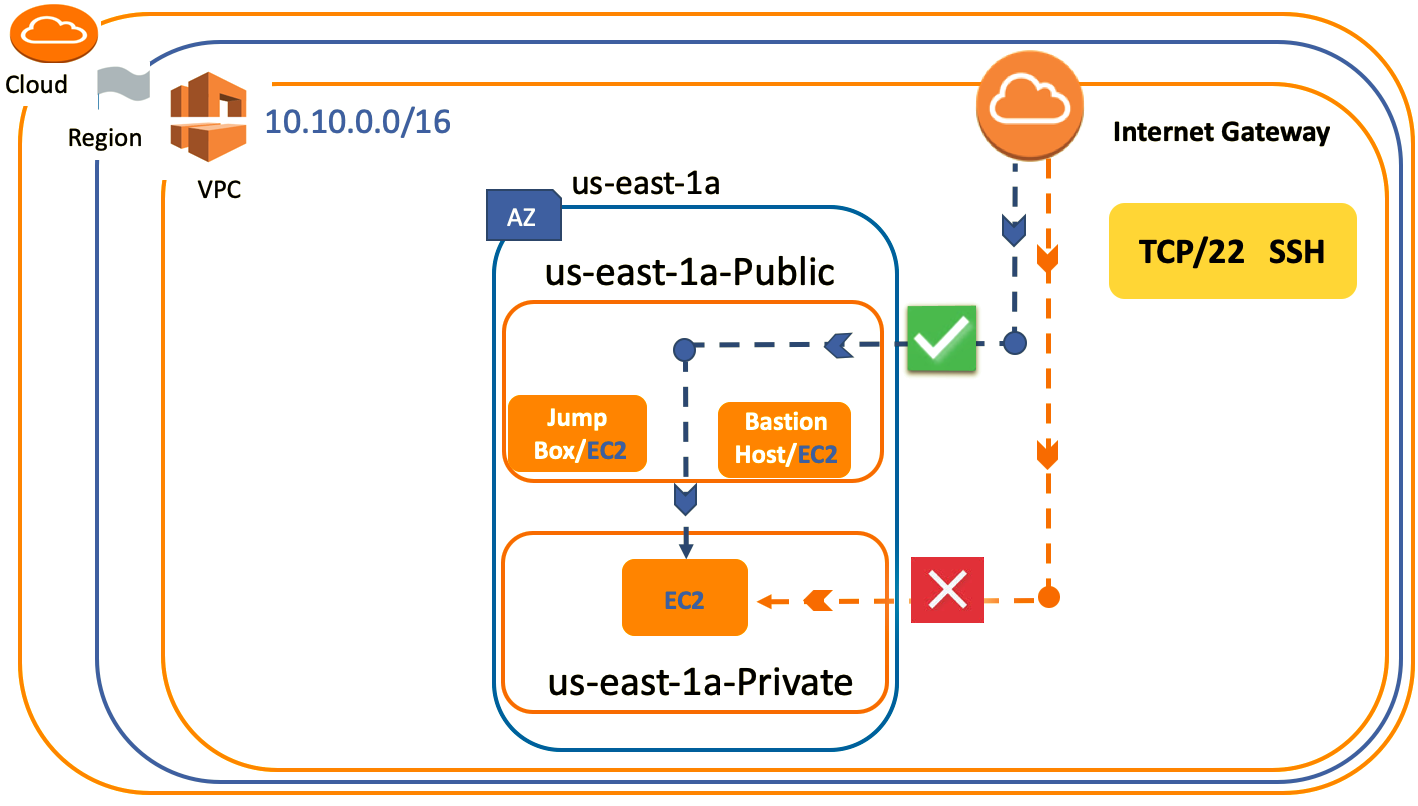 Cloud
Region
VPC
10.10.0.0/16
Internet Gateway
TCP/22 SSH
us-east-1a
AZ
us-east-1a-Public
Jump
Box/EC2
Bastion
Host/EC2
EC2
us-east-1a-Private